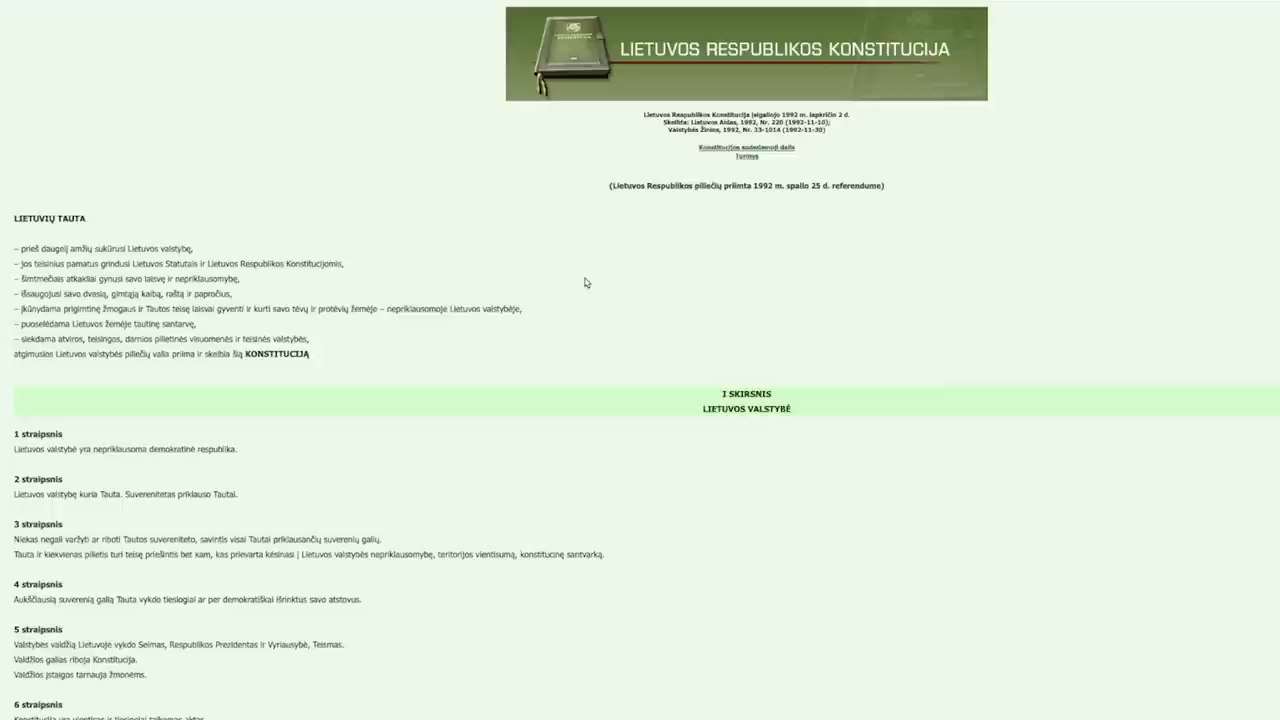 LIETUVOS RESPUBLIKOS KONSTITUCIJA
Lietuvos Respublikos Konstitucija įsigaliojo 1992 m. lapkričio 2 d.
Skelbta: Lietuvos Aidas, 1992, Nr. 220 (1992-11-10);
Valstybės Žinios, 1992, Nr. 33-1014 (1992-11-30)
Konstitucijos sudedamoji dalis
Turinys
(Lietuvos Respublikos piliečių priimta 1992 m. spalio 25 d. referendume)
LIETUVIŲ TAUTA
– prieš daugelį amžių sukūrusi Lietuvos valstybę,
– jos teisinius pamatus grindusi Lietuvos Statutais ir Lietuvos Respublikos Konstitucijomis,
– šimtmečiais atkakliai gynusi savo laisvę ir nepriklausomybę,
– išsaugojusi savo dvasią, gimtąją kalbą, raštą ir papročius,
– įkūnydama prigimtinę žmogaus ir Tautos teisę laisvai gyventi ir kurti savo tėvų ir protėvių žemėje – nepriklausomoje Lietuvos valstybėje,
– puoselėdama Lietuvos žemėje tautinę santarvę,
– siekdama atviros, teisingos, darnios pilietinės visuomenės ir teisinės valstybės,
atgimusios Lietuvos valstybės piliečių valia priima ir skelbia šią KONSTITUCIJĄ
I SKIRSNIS
LIETUVOS VALSTYBĖ
1 straipsnis
Lietuvos valstybė yra nepriklausoma demokratinė respublika.
2 straipsnis
Lietuvos valstybę kuria Tauta. Suverenitetas priklauso Tautai.
3 straipsnis
Niekas negali varžyti ar riboti Tautos suvereniteto, savintis visai Tautai priklausančių suverenių galių.
Tauta ir kiekvienas pilietis turi teisę priešintis bet kam, kas prievarta kėsinasi į Lietuvos valstybės nepriklausomybę, teritorijos vientisumą, konstitucinę santvarką.
4 straipsnis
Aukščiausią suverenią galią Tauta vykdo tiesiogiai ar per demokratiškai išrinktus savo atstovus.
5 straipsnis
Valstybės valdžią Lietuvoje vykdo Seimas, Respublikos Prezidentas ir Vyriausybė, Teismas.
Valdžios galias riboja Konstitucija.
Valdžios įstaigos tarnauja žmonėms.
6 straipsnis
Konstitucija yra vientisas ir tiesiogiai taikomas aktas.